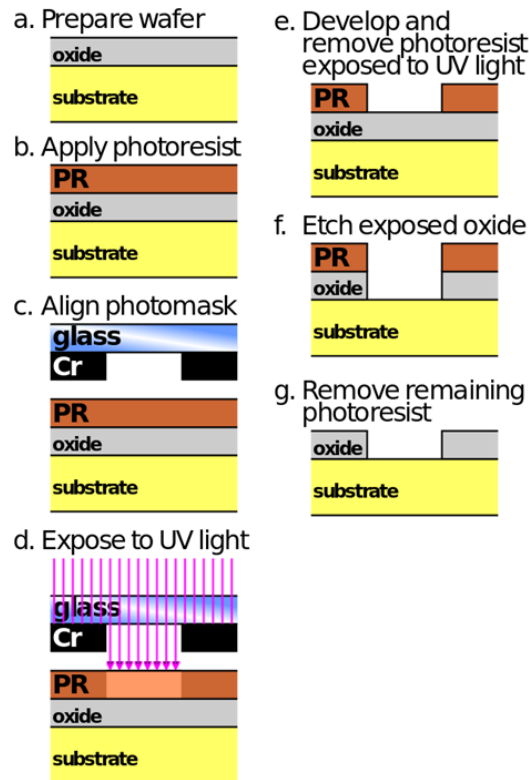 a. Prepare wafer
oxide
substrate
b. Apply photoresist
PR
oxide
substrate
c. Align photomask
glass
Cr
PR
oxide
substrate
d. Expose to UV light
glass
Cr
PR
oxide
substrate
e. Develop and
remove photoresist
exposed to UV light
PR
oxide
substrate
f. Etch exposed oxide
PR
oxide
substrate
g. Remove remaining
photoresist
oxide
substrate